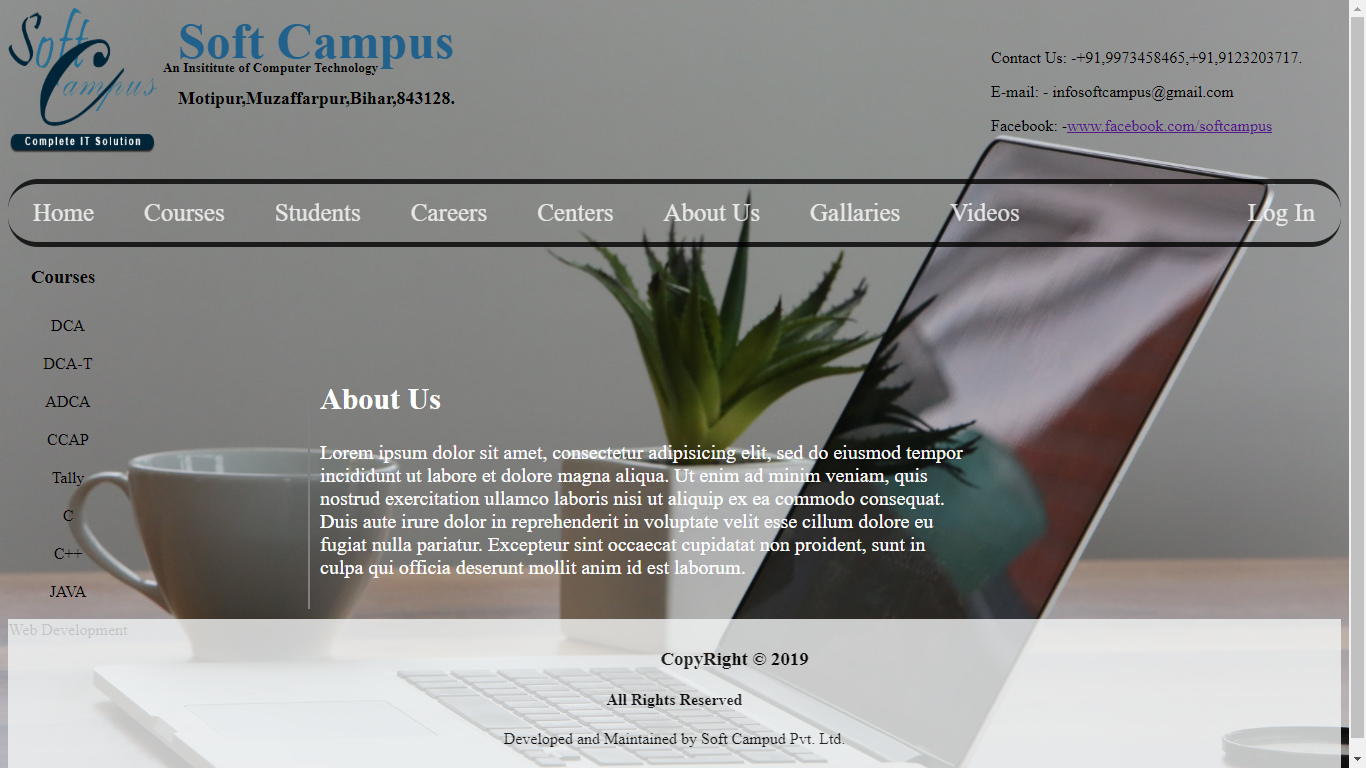 Soft Campus
Complete IT Solution
Soft Campus
An Insititute of Computer Technology
Motipur,Muzaffarpur,Bihar,843128.
Contact Us: -+91,9973458465,+91,9123203717.
E-mail: - infosoftcampus@gmail.com
Facebook: -www.facebook.com/softcampus
Home Courses Students Careers Centers About Us Gallaries Videos Log In
Courses
DCA
DCA-T
ADCA
CCAP
Tally
C
C++
JAVA
Web Development
About Us
Lorem ipsum dolor sit amet, consectetur adipisicing elit, sed do eiusmod tempor
incididunt ut labore et dolore magna aliqua. Ut enim ad minim veniam, quis
nostrud exercitation ullamco laboris nisi ut aliquip ex ea commodo consequat.
Duis aute irure dolor in reprehenderit in voluptate velit esse cillum dolore eu
fugiat nulla pariatur. Excepteur sint occaecat cupidatat non proident, sunt in
culpa qui officia deserunt mollit anim id est laborum.
CopyRight © 2019
All Rights Reserved
Developed and Maintained by Soft Campud Pvt. Ltd.